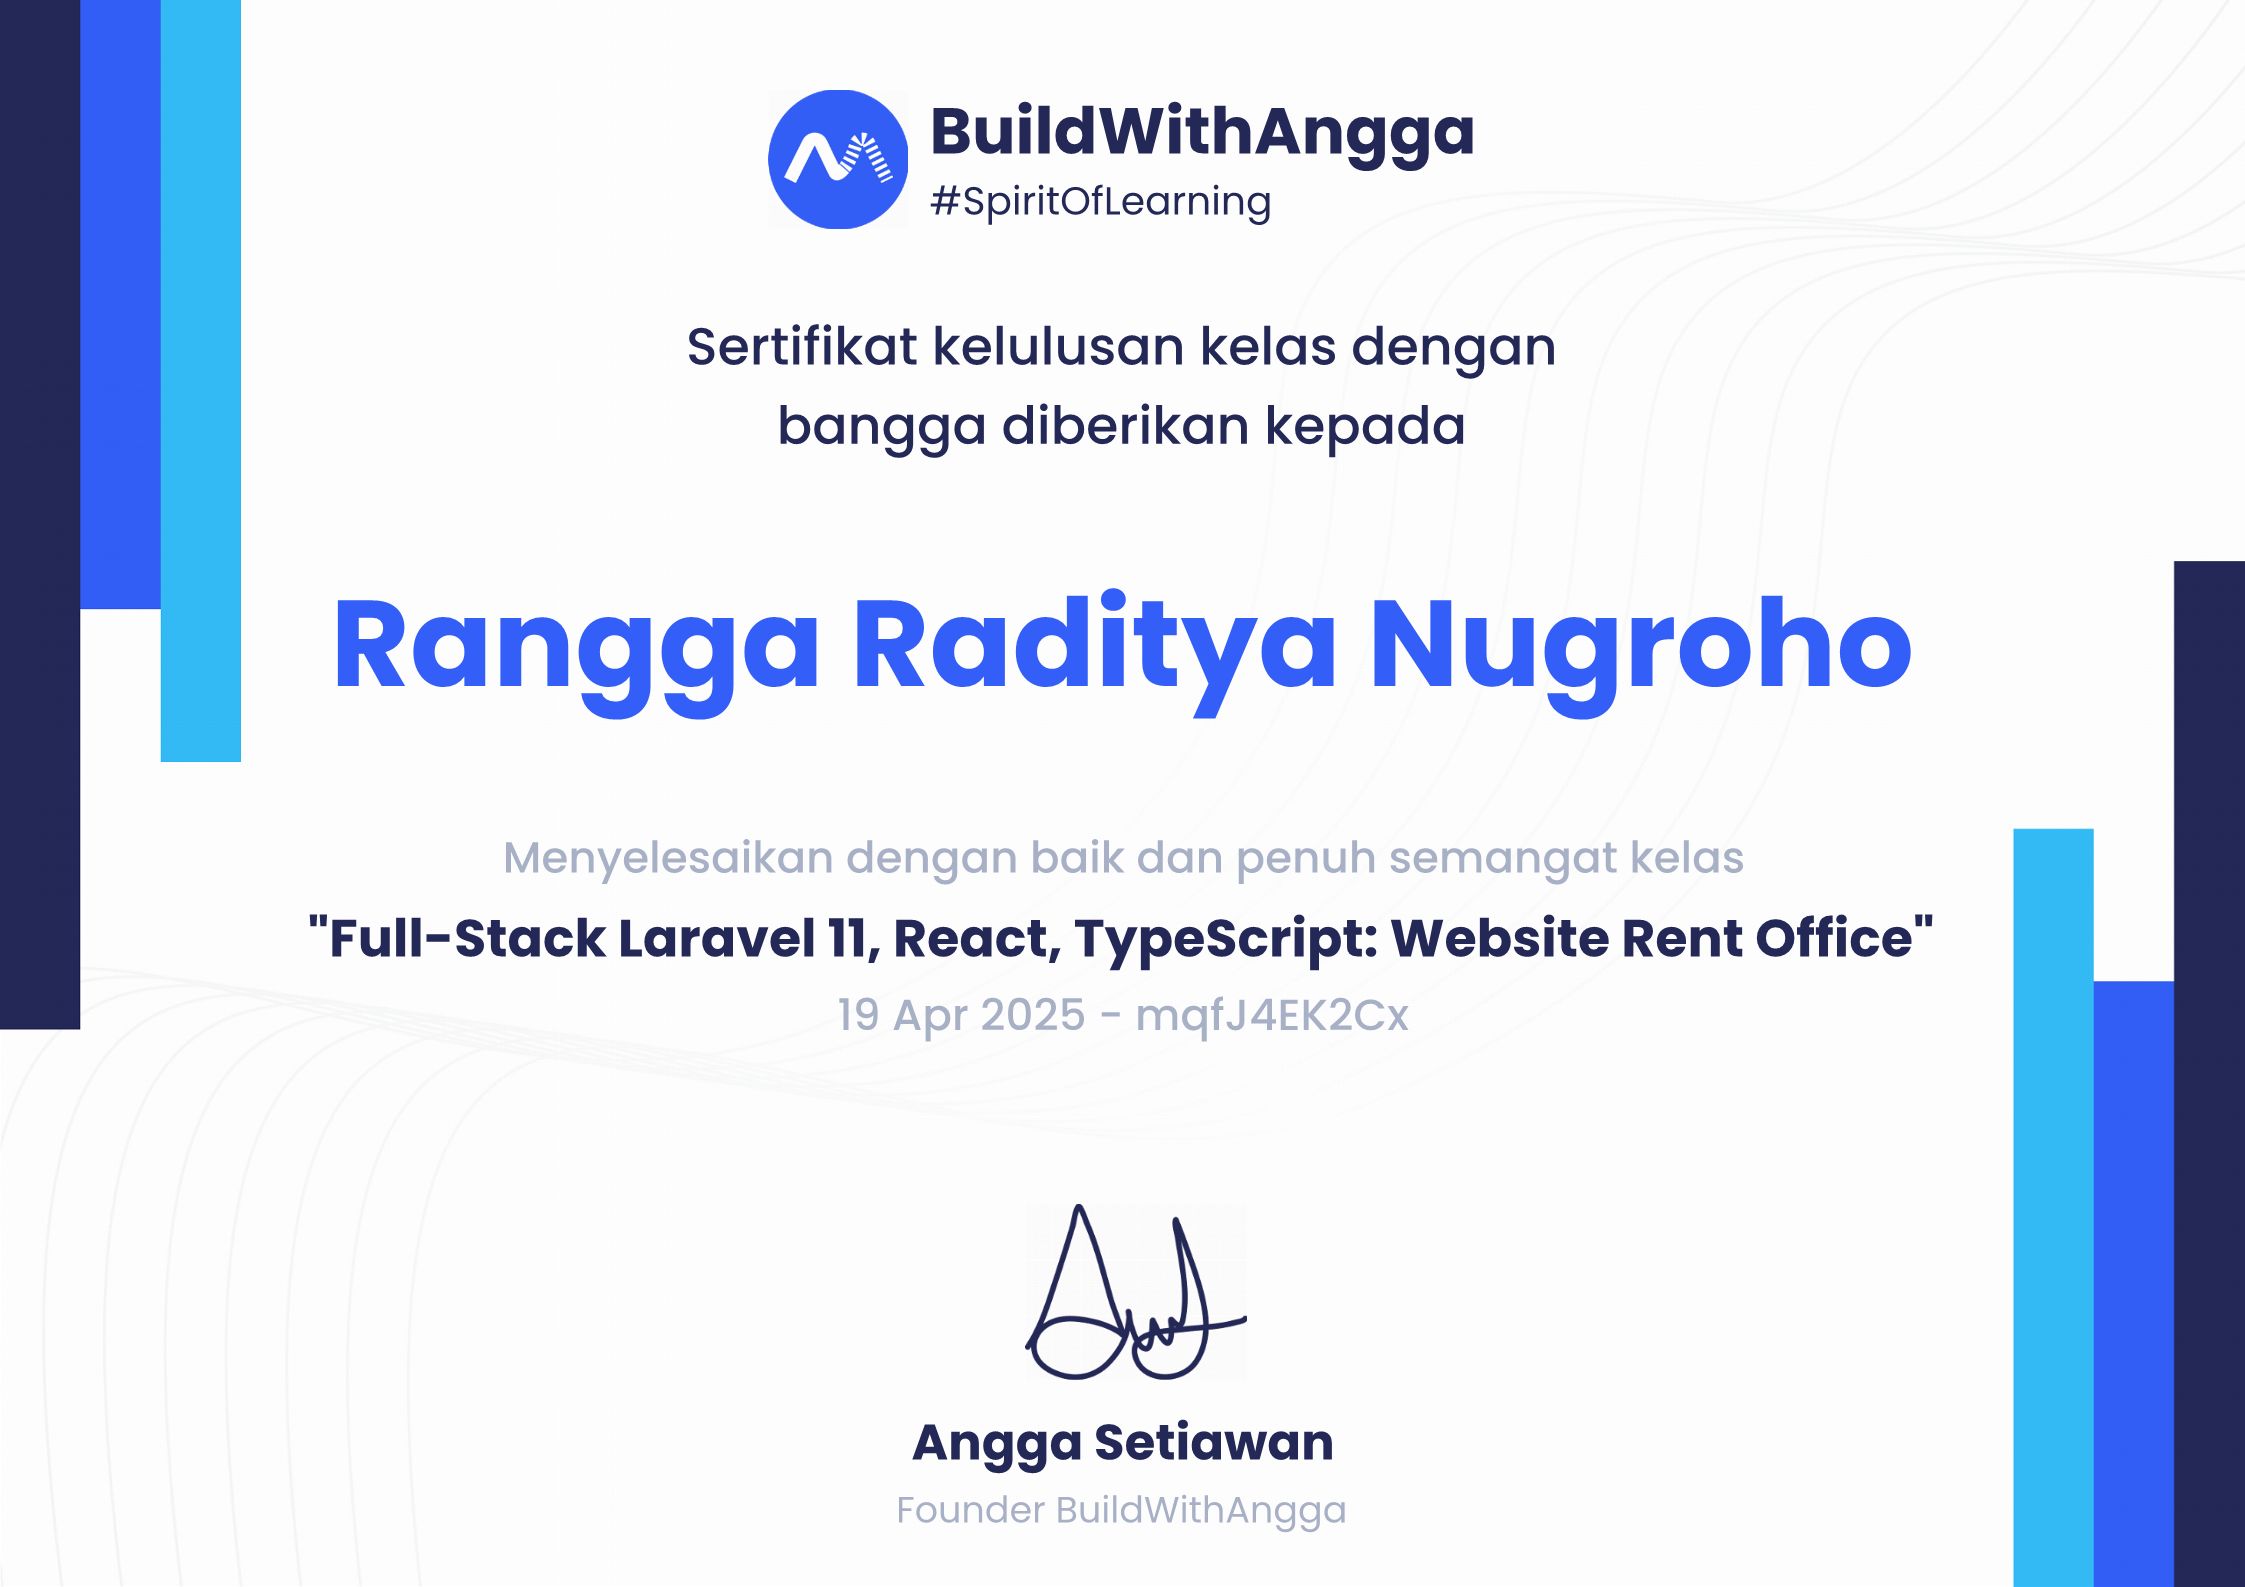 BuildWithAngga
#SpiritOfLearning
Sertifikat kelulusan kelas dengan
bangga diberikan kepada
Rangga Raditya Nugroho
Menyelesaikan dengan baik dan penuh semangat kelas
"Full-Stack Laravel 11, React, TypeScript: Website Rent Office"
19 Apr 2025 - mqfJ4EK2Cx
Angga Setiawan
Founder BuildWithAngga